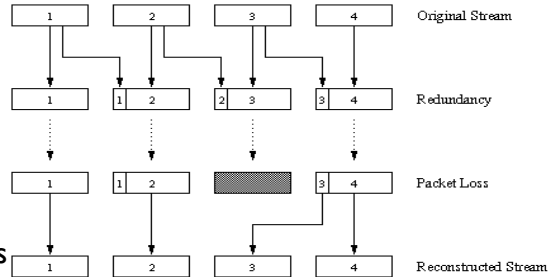 1 2 3 4 Original Stream
1 1 2 2 3 3 4 Redundancy
1 1 2 3 4 Packet Loss
s 1 2 3 4 Reconstructed Stream